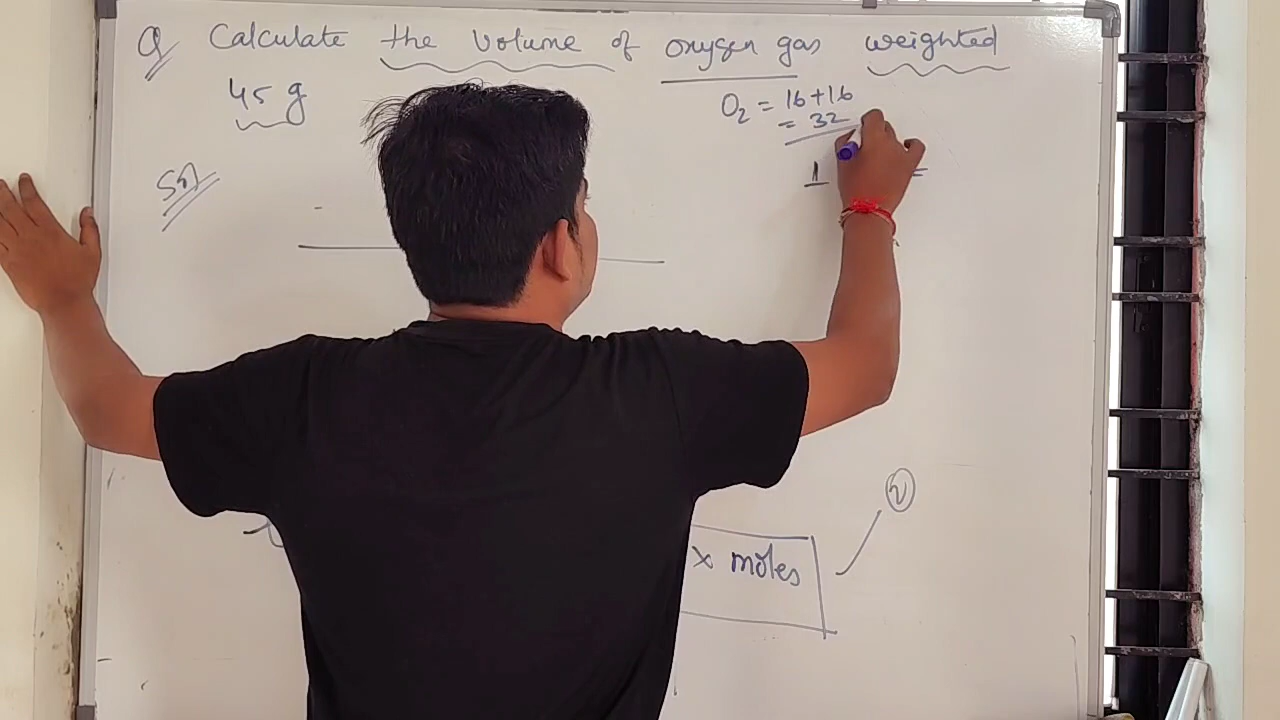 Q Calculate the volume of oxygen gas weighted
45 g
O₂ = 16+16
= 32
Sol
1 =
x moles